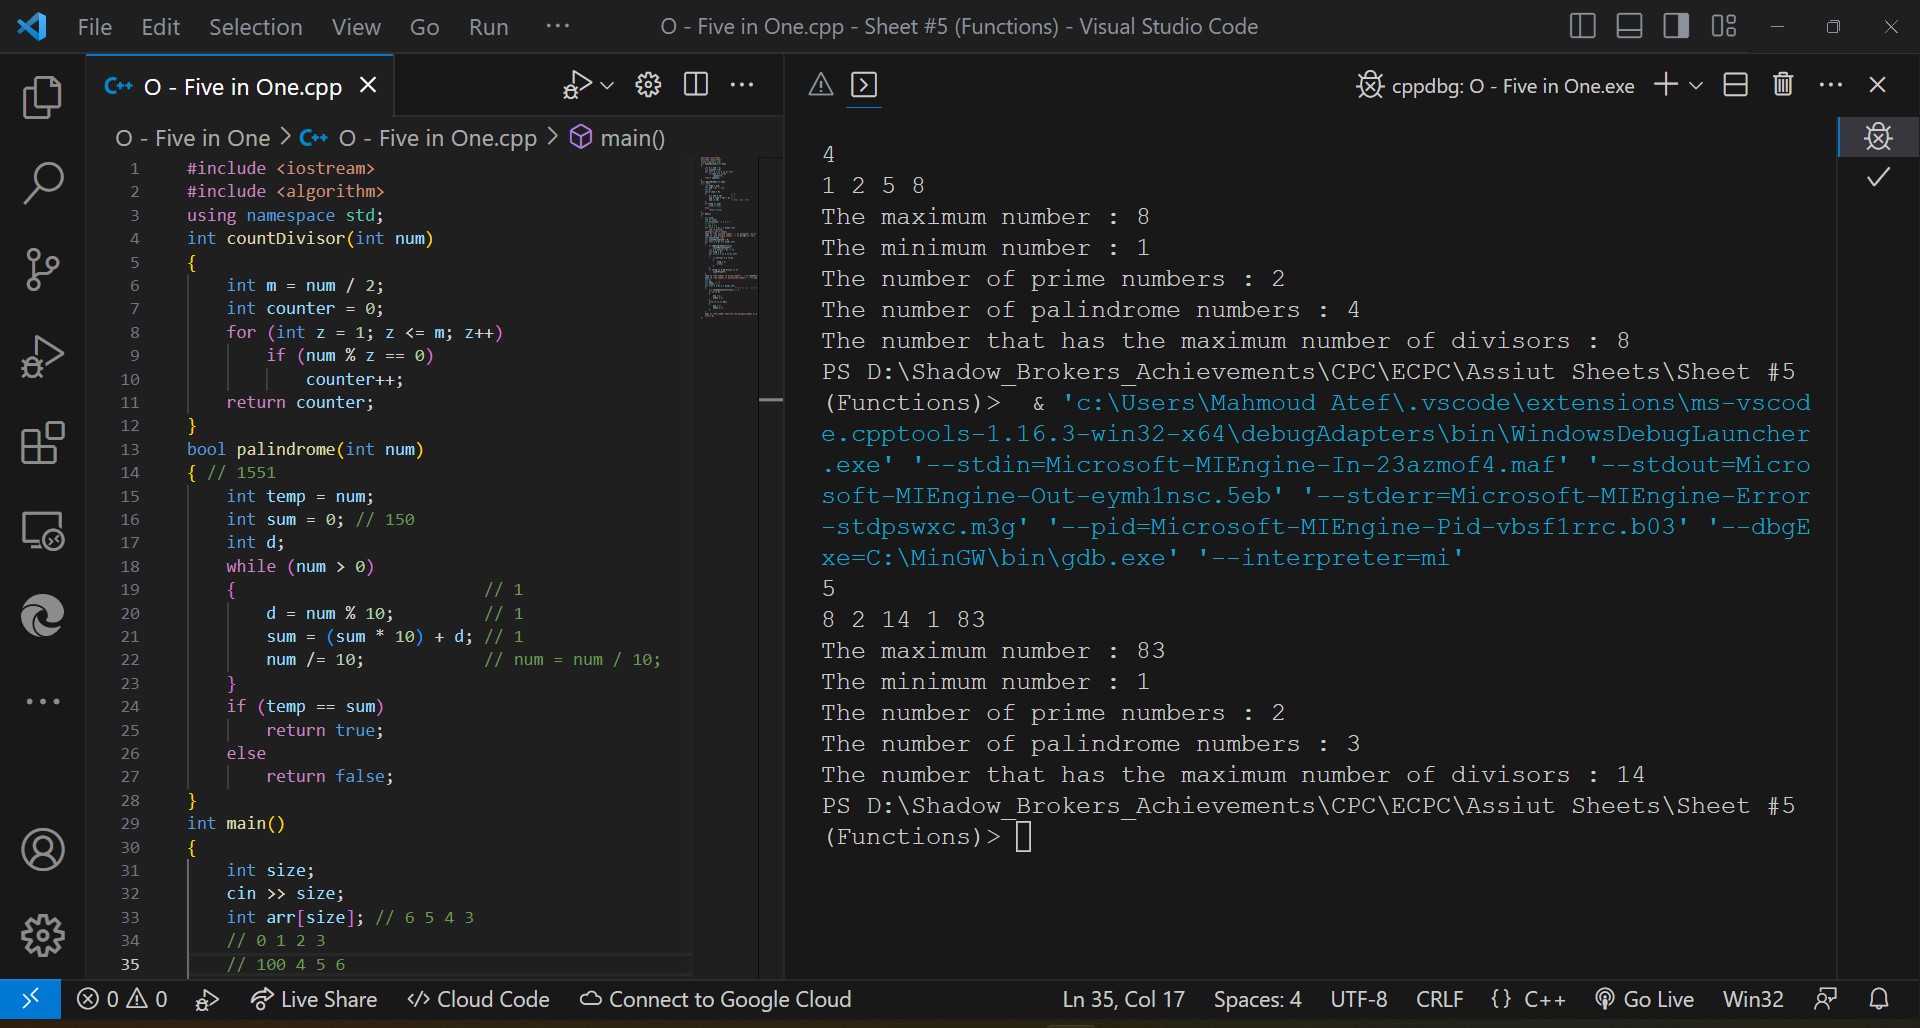 File Edit Selection View Go Run ··· O - Five in One.cpp - Sheet #5 (Functions) - Visual Studio Code
C++ O - Five in One.cpp
O - Five in One > C++ O - Five in One.cpp > main()
1 #include <iostream>
2 #include <algorithm>
3 using namespace std;
4 int countDivisor(int num)
5 {
6 int m = num / 2;
7 int counter = 0;
8 for (int z = 1; z <= m; z++)
9 if (num % z == 0)
10 counter++;
11 return counter;
12 }
13 bool palindrome(int num)
14 { // 1551
15 int temp = num;
16 int sum = 0; // 150
17 int d;
18 while (num > 0)
19 { // 1
20 d = num % 10; // 1
21 sum = (sum * 10) + d; // 1
22 num /= 10; // num = num / 10;
23 }
24 if (temp == sum)
25 return true;
26 else
27 return false;
28 }
29 int main()
30 {
31 int size;
32 cin >> size;
33 int arr[size]; // 6 5 4 3
34 // 0 1 2 3
35 // 100 4 5 6
cppdbg: O - Five in One.exe
4
1 2 5 8
The maximum number : 8
The minimum number : 1
The number of prime numbers : 2
The number of palindrome numbers : 4
The number that has the maximum number of divisors : 8
PS D:\Shadow_Brokers_Achievements\CPC\ECPC\Assiut Sheets\Sheet #5
(Functions)> & 'c:\Users\Mahmoud Atef\.vscode\extensions\ms-vscod
e.cpptools-1.16.3-win32-x64\debugAdapters\bin\WindowsDebugLauncher
.exe' '--stdin=Microsoft-MIEngine-In-23azmof4.maf' '--stdout=Micro
soft-MIEngine-Out-eymh1nsc.5eb' '--stderr=Microsoft-MIEngine-Error
-stdpswxc.m3g' '--pid=Microsoft-MIEngine-Pid-vbsf1rrc.b03' '--dbgE
xe=C:\MinGW\bin\gdb.exe' '--interpreter=mi'
5
8 2 14 1 83
The maximum number : 83
The minimum number : 1
The number of prime numbers : 2
The number of palindrome numbers : 3
The number that has the maximum number of divisors : 14
PS D:\Shadow_Brokers_Achievements\CPC\ECPC\Assiut Sheets\Sheet #5
(Functions)>
0 0 Live Share Cloud Code Connect to Google Cloud Ln 35, Col 17 Spaces: 4 UTF-8 CRLF {} C++ Go Live Win32